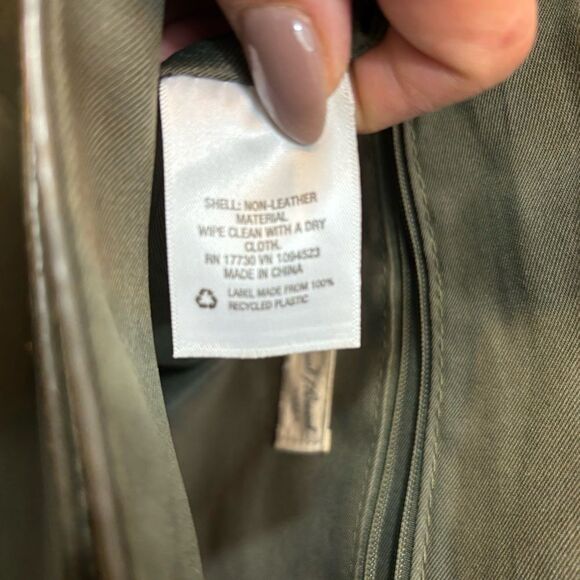 SHELL: NON-LEATHER
MATERIAL
WIPE CLEAN WITH A DRY
CLOTH.
RN 17730 VN 1094523
MADE IN CHINA
LABEL MADE FROM 100%
RECYCLED PLASTIC